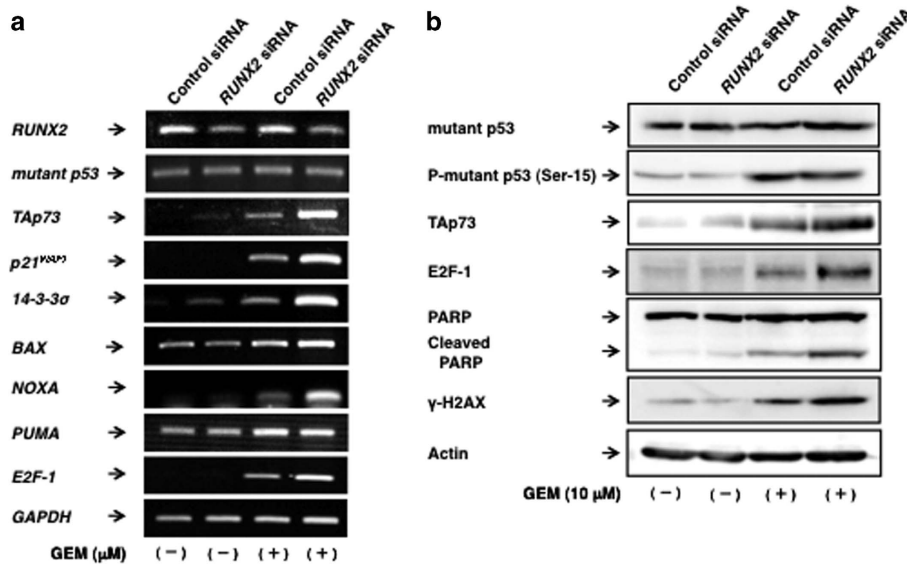 a
Control siRNA
RUNX2 siRNA
Control siRNA
RUNX2 siRNA
RUNX2
mutant p53
TAp73
p21
14-3-3σ
BAX
NOXA
PUMA
E2F-1
GAPDH
GEM (μM) (−) (−) (+) (+)
b
Control siRNA
RUNX2 siRNA
Control siRNA
RUNX2 siRNA
mutant p53
P-mutant p53 (Ser-15)
TAp73
E2F-1
PARP
Cleaved
PARP
γ-H2AX
Actin
GEM (10 μM) (−) (−) (+) (+)